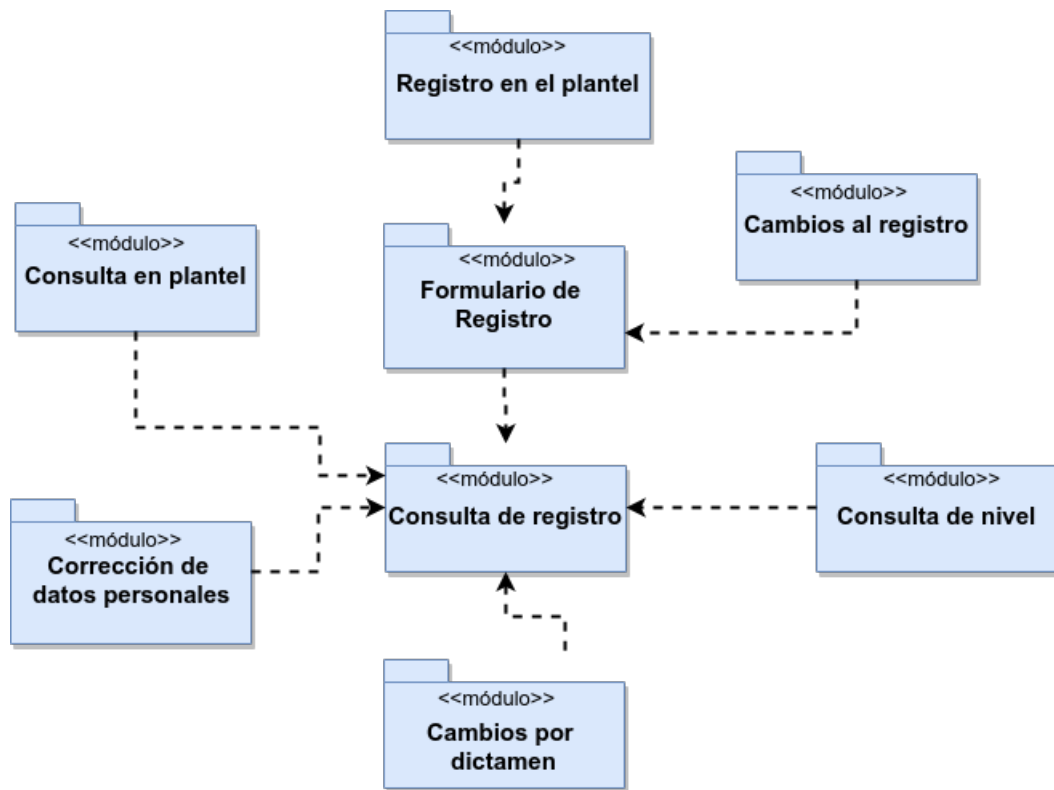 <<módulo>>
Registro en el plantel
<<módulo>>
Cambios al registro
<<módulo>>
Consulta en plantel
<<módulo>>
Formulario de
Registro
<<módulo>>
Consulta de registro
<<módulo>>
Consulta de nivel
<<módulo>>
Corrección de
datos personales
<<módulo>>
Cambios por
dictamen